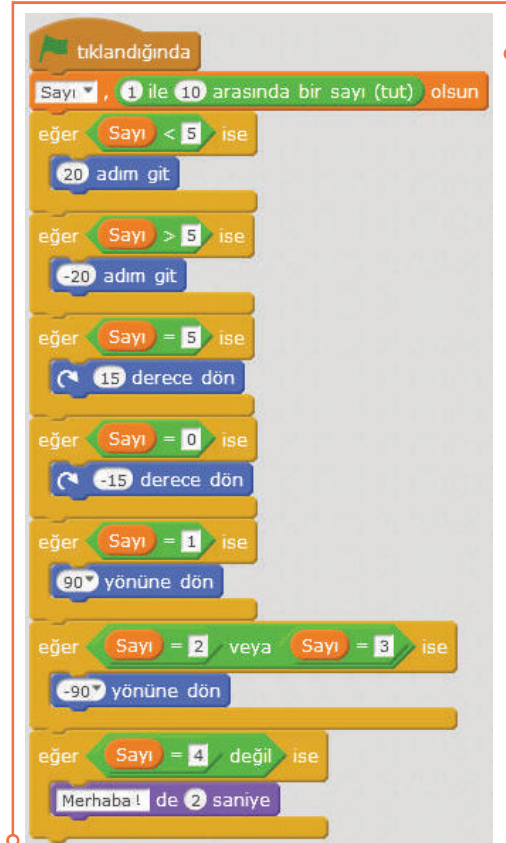 tıklandığında
Sayı , 1 ile 10 arasında bir sayı (tut) olsun
eğer Sayı < 5 ise
20 adım git
eğer Sayı > 5 ise
-20 adım git
eğer Sayı = 5 ise
15 derece dön
eğer Sayı = 0 ise
-15 derece dön
eğer Sayı = 1 ise
90 yönüne dön
eğer Sayı = 2 veya Sayı = 3 ise
-90 yönüne dön
eğer Sayı = 4 değil ise
Merhaba! de 2 saniye